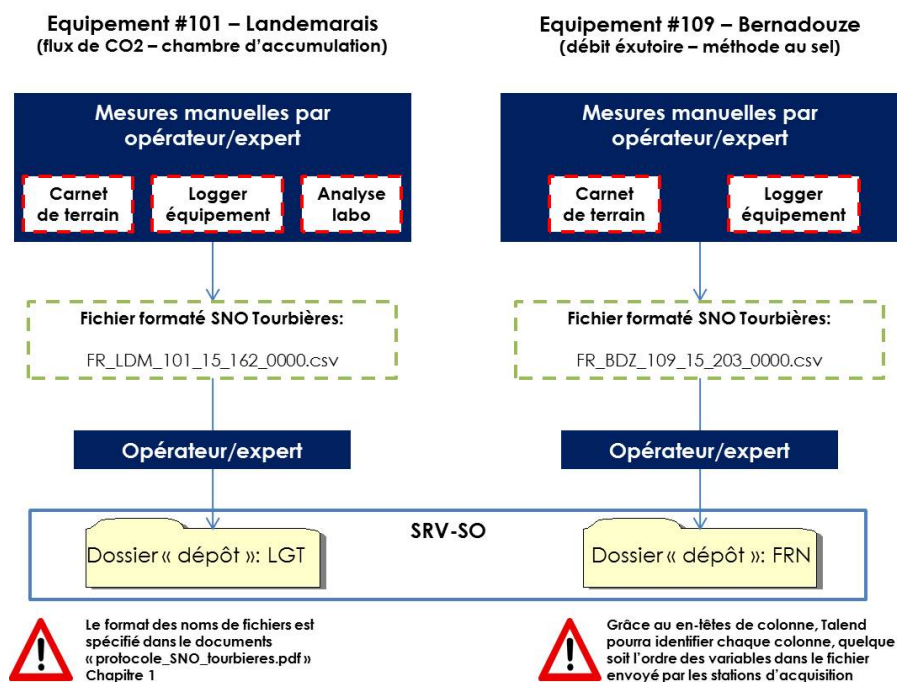 Equipement #101 – Landemarais
(flux de CO2 – chambre d'accumulation)
Mesures manuelles par
opérateur/expert
Carnet
de terrain
Logger
équipement
Analyse
labo
Fichier formaté SNO Tourbières:
FR_LDM_101_15_162_0000.csv
Opérateur/expert
Equipement #109 – Bernadouze
(débit éxutoire – méthode au sel)
Mesures manuelles par
opérateur/expert
Carnet
de terrain
Logger
équipement
Fichier formaté SNO Tourbières:
FR_BDZ_109_15_203_0000.csv
Opérateur/expert
SRV-SO
Dossier « dépôt »: LGT
Dossier « dépôt »: FRN
Le format des noms de fichiers est
spécifié dans le documents
« protocole_SNO_tourbieres.pdf »
Chapitre 1
Grâce au en-têtes de colonne, Talend
pourra identifier chaque colonne, quelque
soit l'ordre des variables dans le fichier
envoyé par les stations d'acquisition